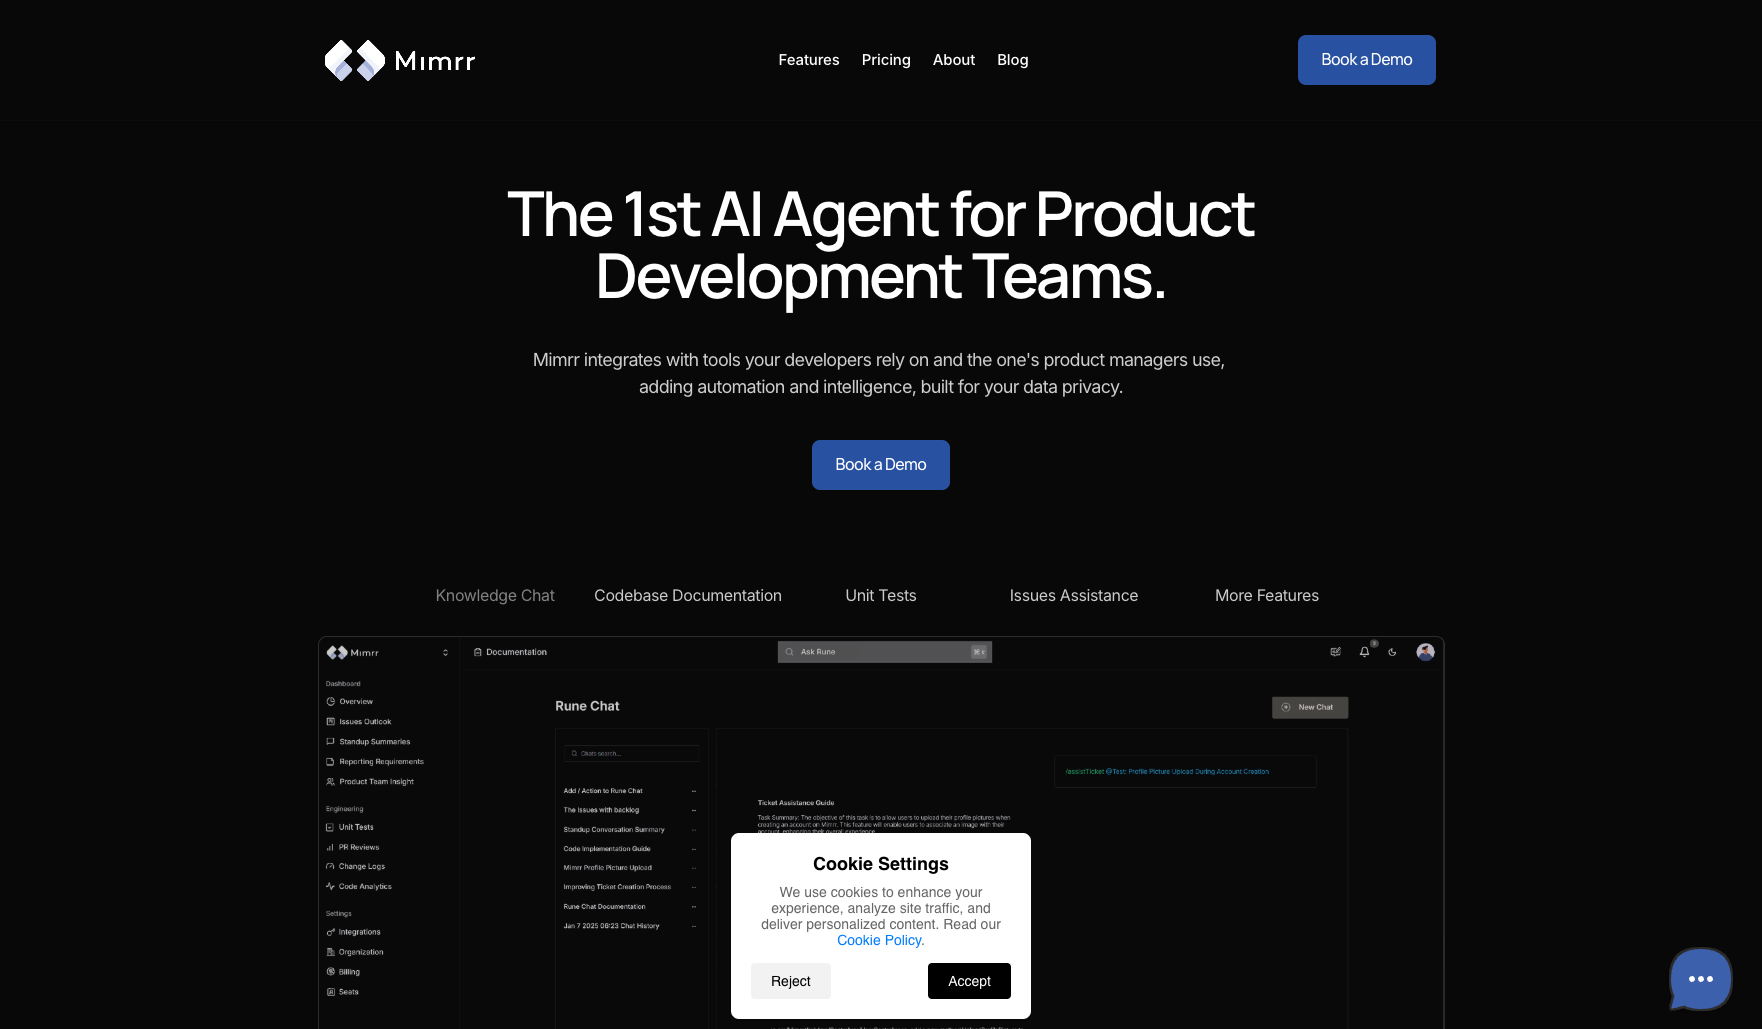 Mimrr
Features Pricing About Blog
Book a Demo
The 1st AI Agent for Product
Development Teams.
Mimrr integrates with tools your developers rely on and the one's product managers use,
adding automation and intelligence, built for your data privacy.
Book a Demo
Knowledge Chat Codebase Documentation Unit Tests Issues Assistance More Features
Mimrr
Documentation
Ask Rune
Dashboard
Overview
Issues Outlook
Standup Summaries
Reporting Requirements
Product Team Insight
Engineering
Unit Tests
PR Reviews
Change Logs
Code Analytics
Settings
Integrations
Organization
Billing
Seats
Rune Chat
New Chat
Chats search...
Add / Action to Rune Chat
The Issues with backlog
Standup Conversation Summary
Code Implementation Guide
Mimrr Profile Picture Upload
Improving Ticket Creation Process
Rune Chat Documentation
Jan 7 2025 06:23 Chat History
/assistTicket @Test: Profile Picture Upload During Account Creation
Ticket Assistance Guide
Task Summary: The objective of this task is to allow users to upload their profile pictures when
creating an account on Mimrr. This feature will enable users to associate an image with their
account, enhancing their overall experience.
Cookie Settings
We use cookies to enhance your
experience, analyze site traffic, and
deliver personalized content. Read our
Cookie Policy.
Reject
Accept